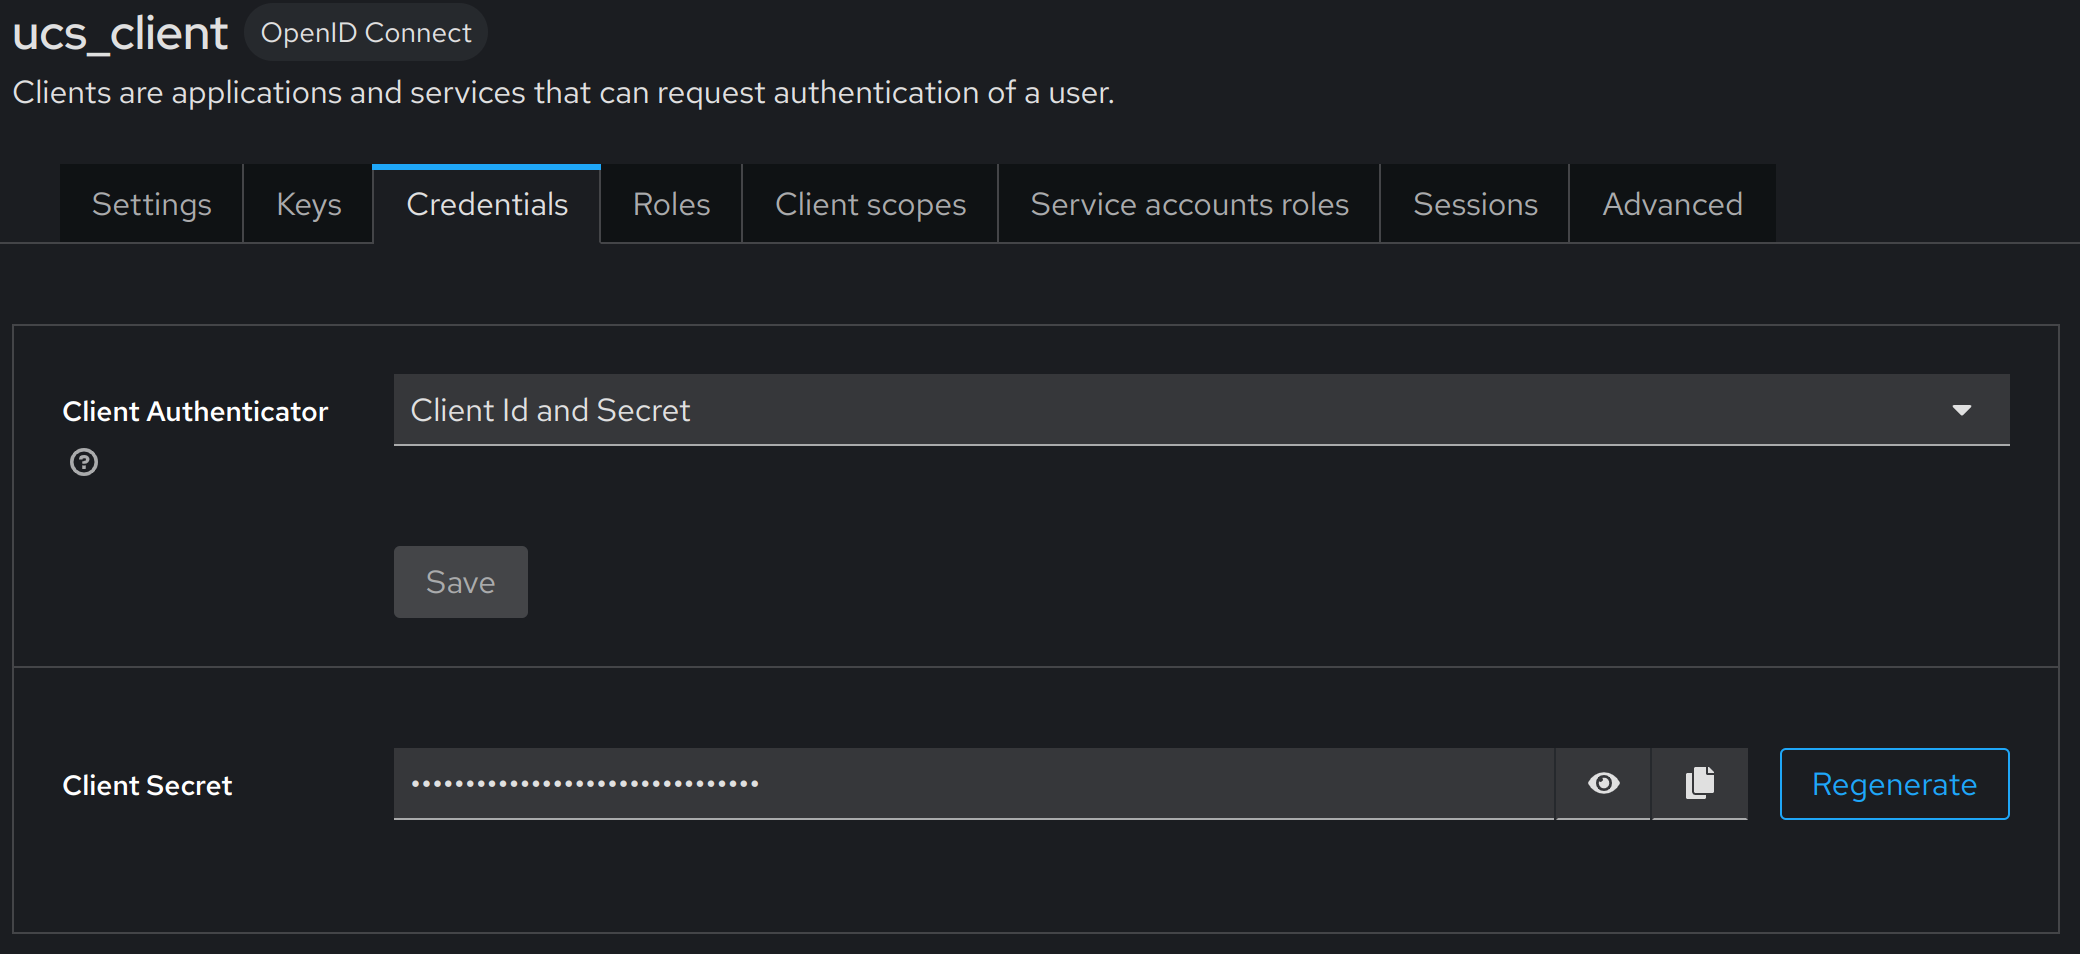 ucs_client OpenID Connect
Clients are applications and services that can request authentication of a user.
Settings Keys Credentials Roles Client scopes Service accounts roles Sessions Advanced
Client Authenticator Client Id and Secret
Save
Client Secret ••••••••••••••••••••••••••••••••
Regenerate